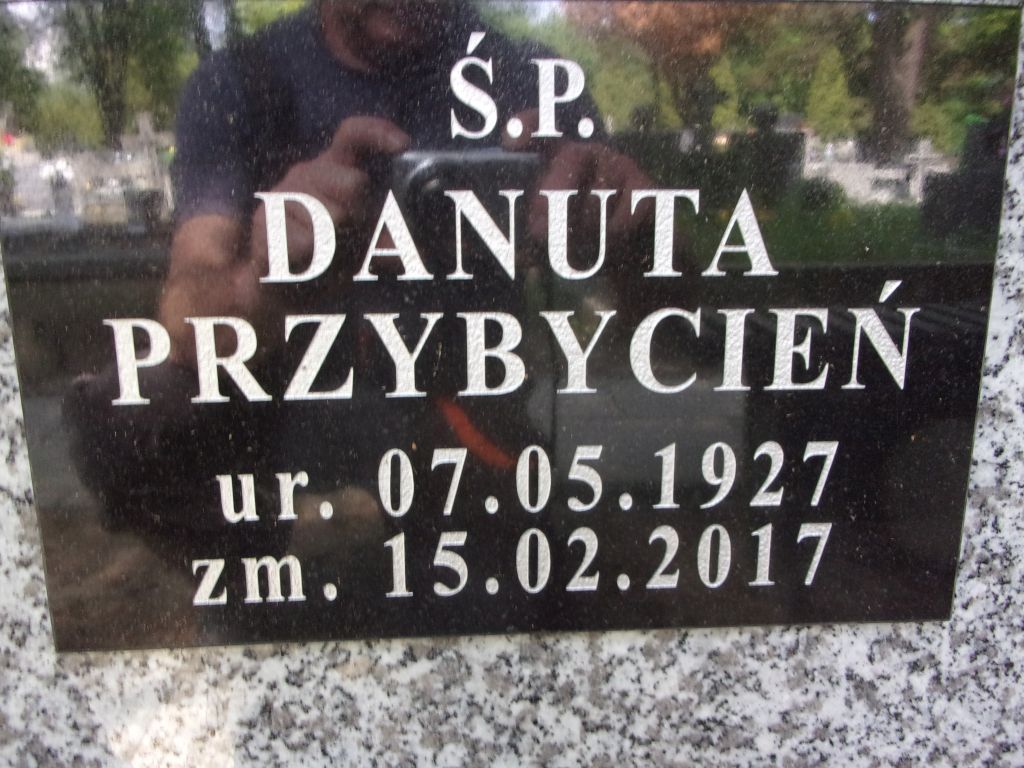 Ś.P.
DANUTA
PRZYBYCIEŃ
ur. 07.05.1927
zm. 15.02.2017